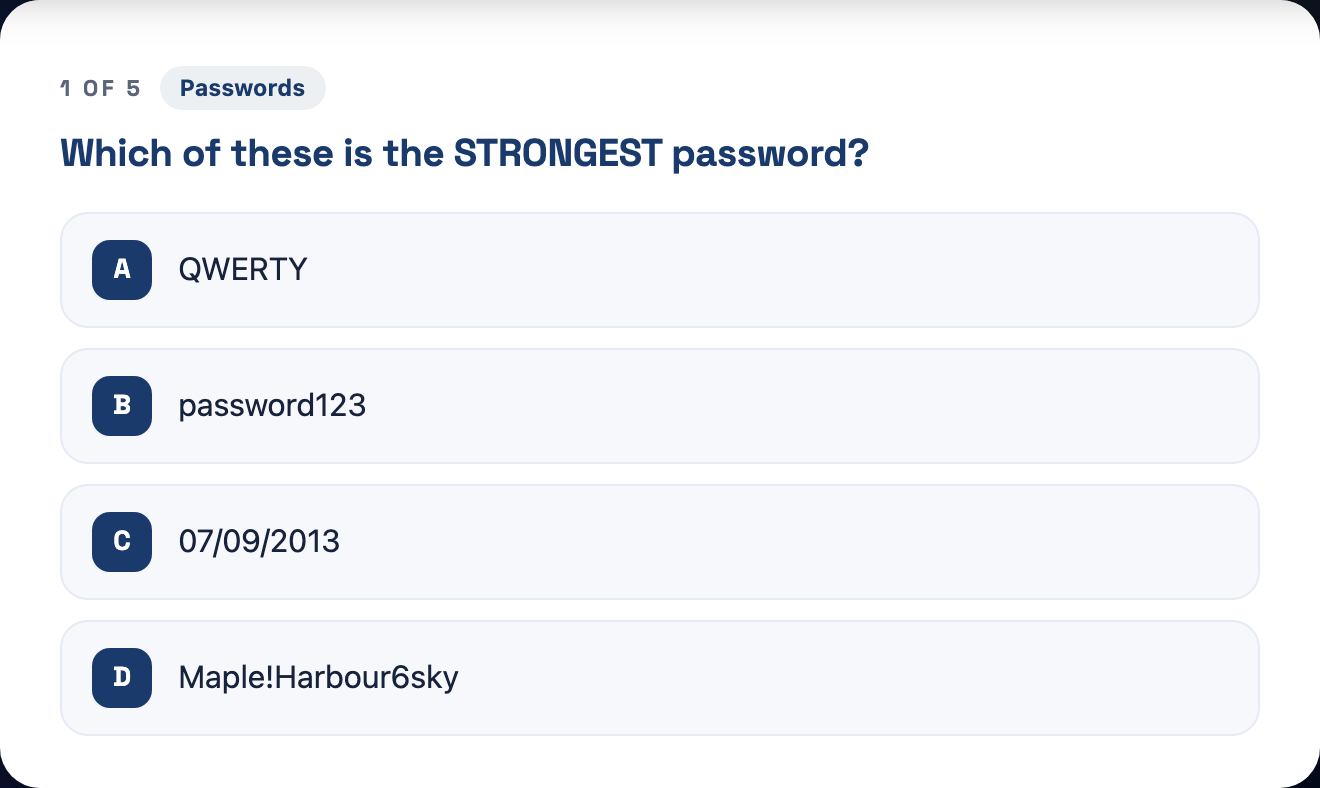 1 OF 5 Passwords
Which of these is the STRONGEST password?
A QWERTY
B password123
C 07/09/2013
D Maple!Harbour6sky